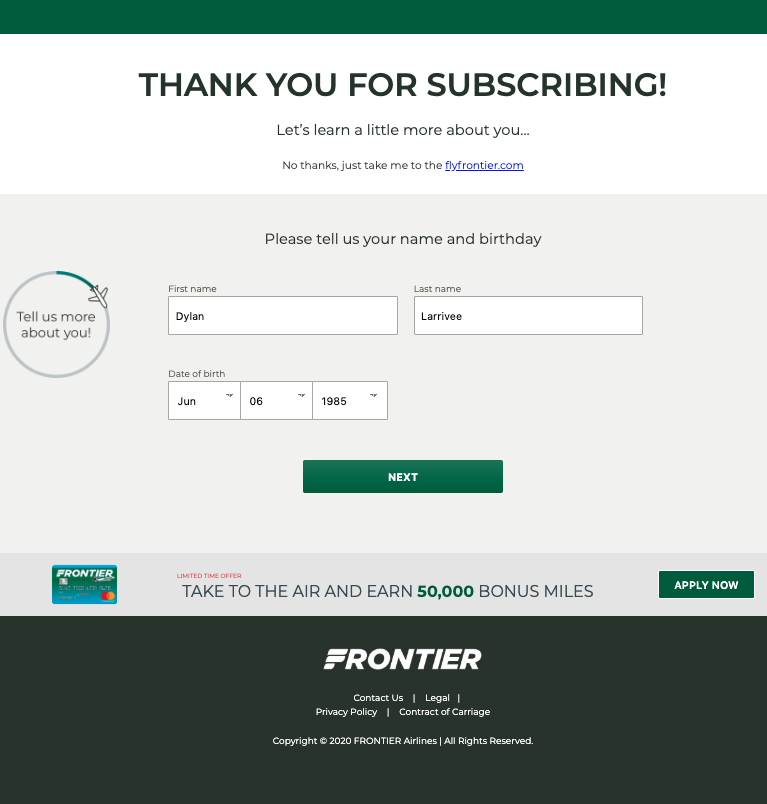 THANK YOU FOR SUBSCRIBING!
Let’s learn a little more about you...
No thanks, just take me to the flyfrontier.com
Please tell us your name and birthday
Tell us more
about you!
First name
Last name
Dylan
Larrivee
Date of birth
Jun
06
1985
NEXT
FRONTIER
LIMITED TIME OFFER
TAKE TO THE AIR AND EARN 50,000 BONUS MILES
APPLY NOW
FRONTIER
Contact Us | Legal |
Privacy Policy | Contract of Carriage
Copyright © 2020 FRONTIER Airlines | All Rights Reserved.